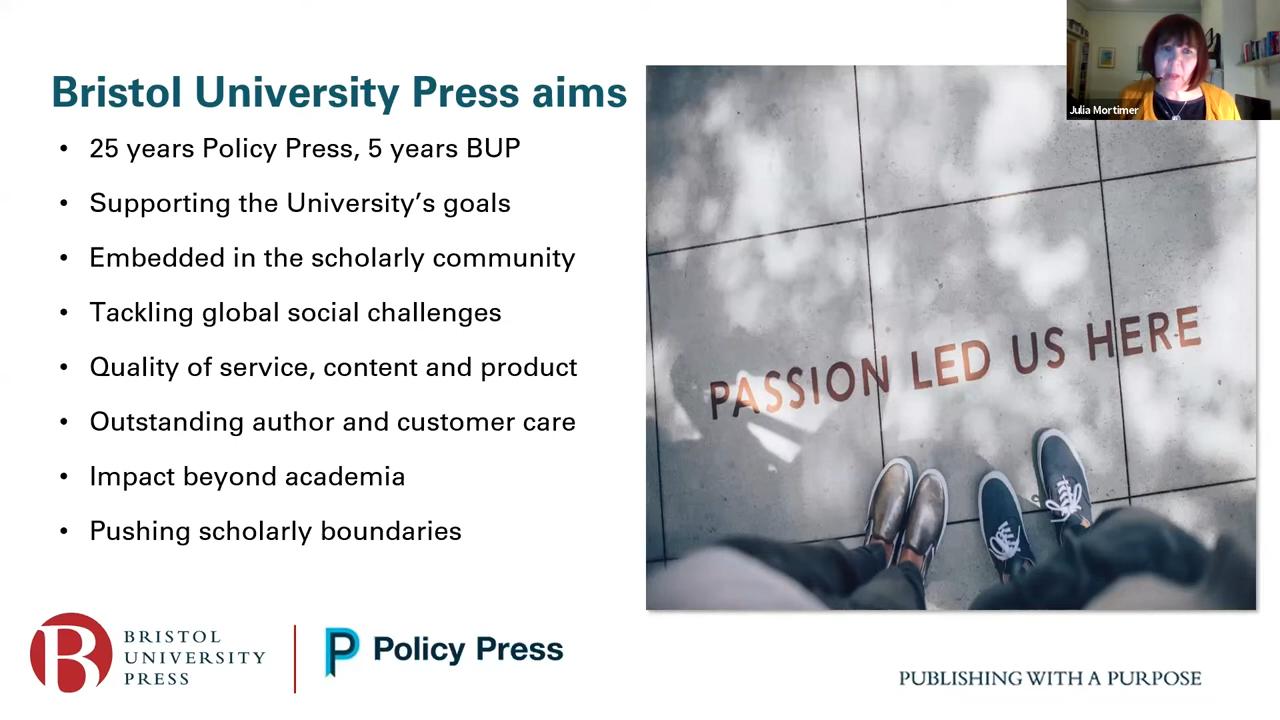 Bristol University Press aims
• 25 years Policy Press, 5 years BUP
• Supporting the University’s goals
• Embedded in the scholarly community
• Tackling global social challenges
• Quality of service, content and product
• Outstanding author and customer care
• Impact beyond academia
• Pushing scholarly boundaries
Julia Mortimer
PASSION LED US HERE
B
BRISTOL
UNIVERSITY
PRESS
Policy Press
PUBLISHING WITH A PURPOSE